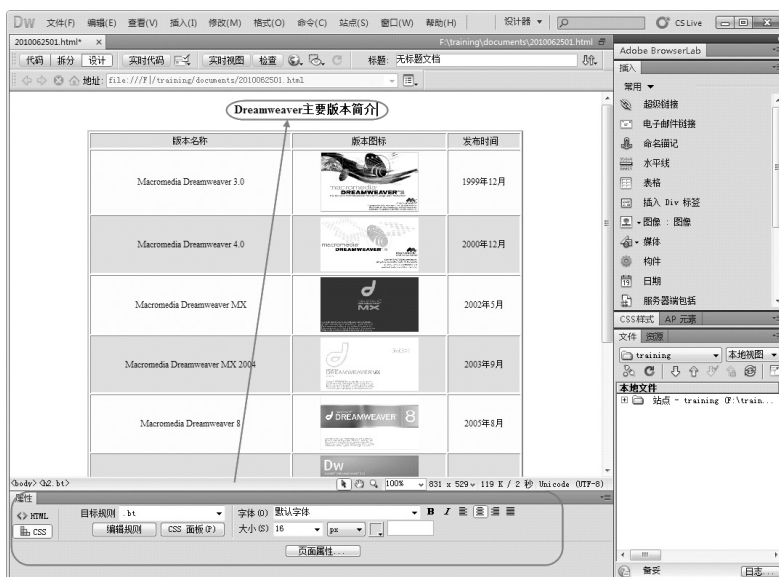 DW 文件(F) 编辑(E) 查看(V) 插入(I) 修改(M) 格式(O) 命令(C) 站点(S) 窗口(W) 帮助(H) 设计器 CS Live
2010062501.html* × F:\training\documents\2010062501.html
代码 拆分 设计 实时代码 实时视图 检查 标题: 无标题文档
地址: file:///F|/training/documents/2010062501.html
Dreamweaver主要版本简介
版本名称 版本图标 发布时间
Macromedia Dreamweaver 3.0 macromedia DREAMWEAVER 1999年12月
Macromedia Dreamweaver 4.0 macromedia DREAMWEAVER 2000年12月
Macromedia Dreamweaver MX MX 2002年5月
Macromedia Dreamweaver MX 2004 DREAMWEAVER MX 2003年9月
Macromedia Dreamweaver 8 DREAMWEAVER 8 2005年8月
Dw
<body> <h2.bt> 100% 831 x 529 119 K / 2 秒 Unicode (UTF-8)
属性
<> HTML 目标规则 .bt 字体(O) 默认字体 B I
CSS 编辑规则 CSS 面板(P) 大小(S) 16 px
页面属性...
Adobe BrowserLab
插入
常用
超级链接
电子邮件链接
命名锚记
水平线
表格
插入 Div 标签
图像 : 图像
媒体
构件
日期
服务器端包括
CSS样式 AP 元素
文件 资源
training 本地视图
本地文件
站点 - training (F:\train...
备妥 日志...